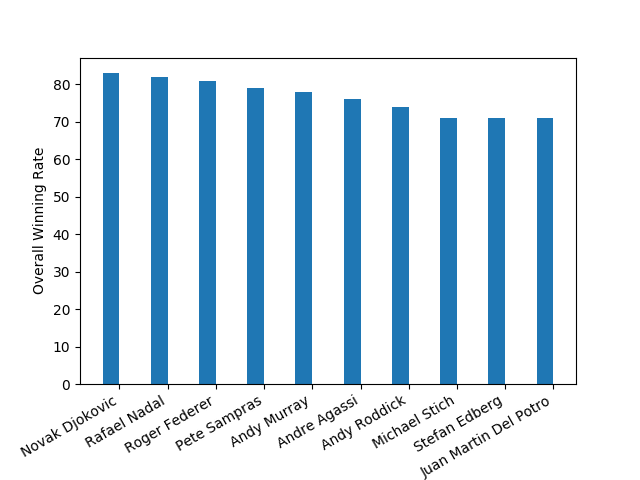 Overall Winning Rate
80
70
60
50
40
30
20
10
0
Novak Djokovic
Rafael Nadal
Roger Federer
Pete Sampras
Andy Murray
Andre Agassi
Andy Roddick
Michael Stich
Stefan Edberg
Juan Martin Del Potro